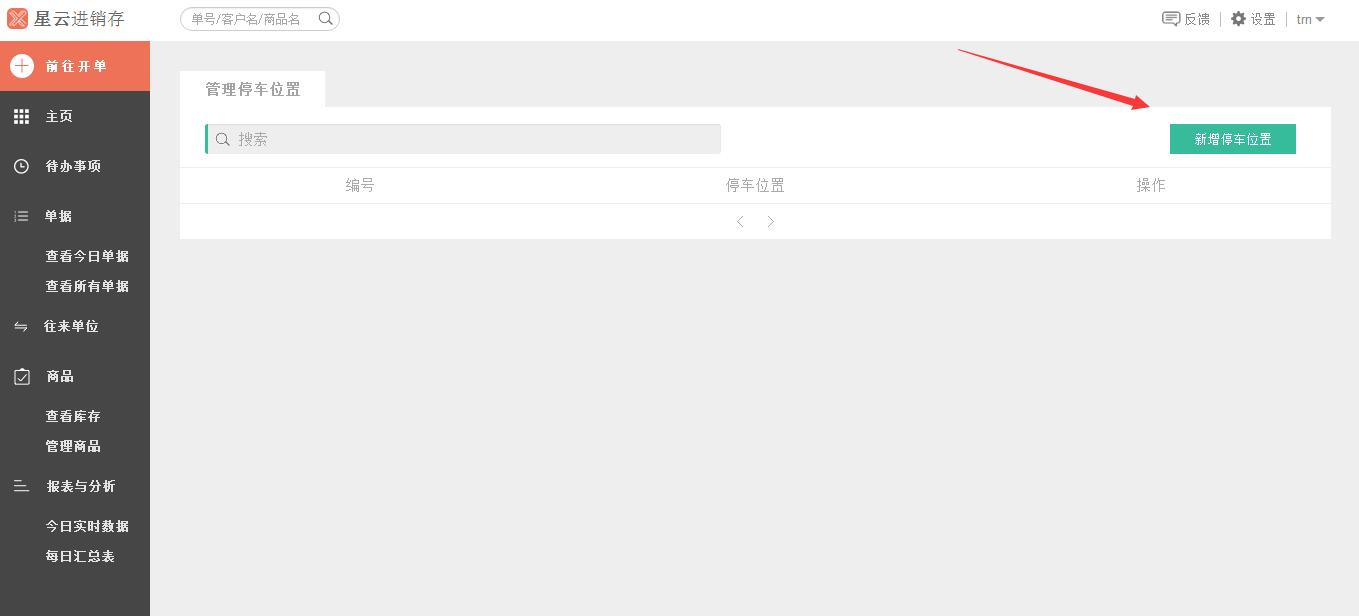 星云进销存
单号/客户名/商品名
反馈
设置
trn
前往开单
主页
待办事项
单据
查看今日单据
查看所有单据
往来单位
商品
查看库存
管理商品
报表与分析
今日实时数据
每日汇总表
管理停车位置
搜索
新增停车位置
编号 停车位置 操作